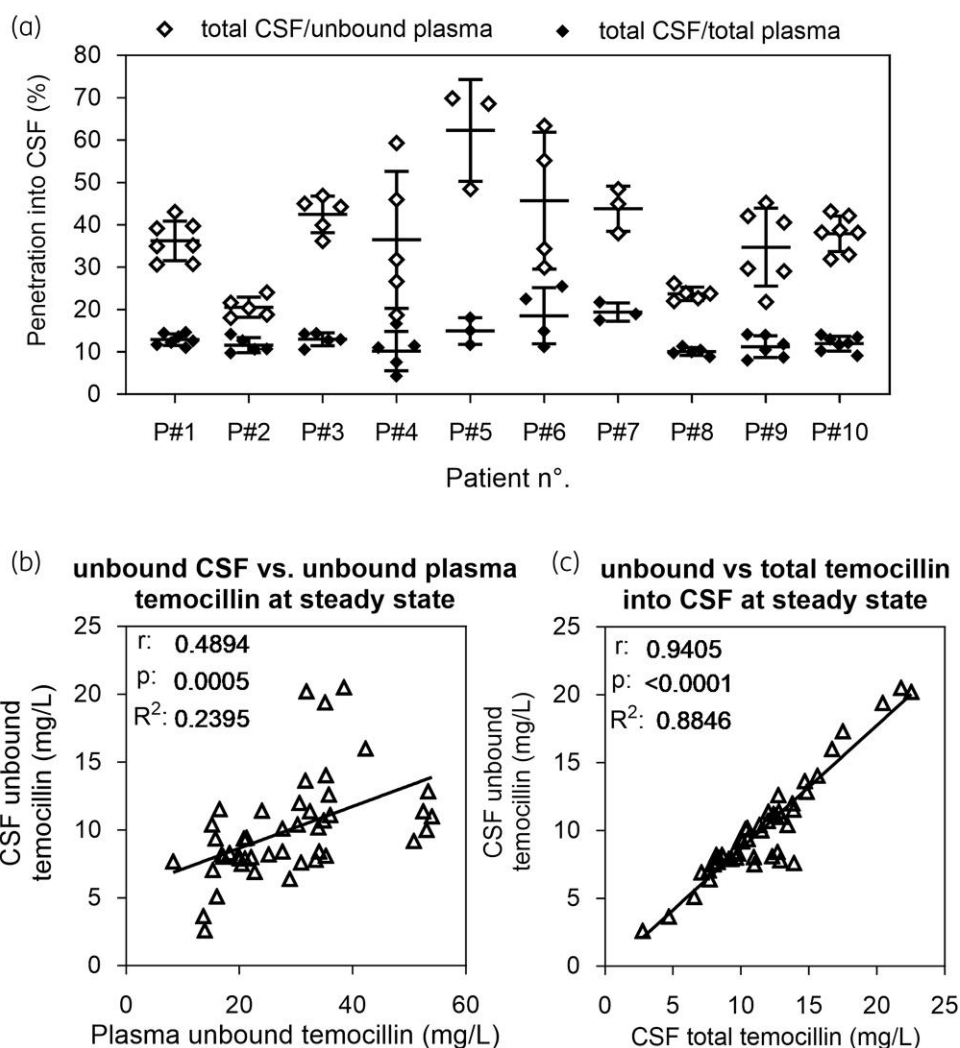 (a)
total CSF/unbound plasma
total CSF/total plasma
Penetration into CSF (%)
80
70
60
50
40
30
20
10
0
P#1 P#2 P#3 P#4 P#5 P#6 P#7 P#8 P#9 P#10
Patient n°.
(b) unbound CSF vs. unbound plasma
temocillin at steady state
CSF unbound
temocillin (mg/L)
25
20
15
10
5
0
r: 0.4894
p: 0.0005
R²: 0.2395
0 20 40 60
Plasma unbound temocillin (mg/L)
(c) unbound vs total temocillin
into CSF at steady state
CSF unbound
temocillin (mg/L)
25
20
15
10
5
0
r: 0.9405
p: <0.0001
R²: 0.8846
0 5 10 15 20 25
CSF total temocillin (mg/L)